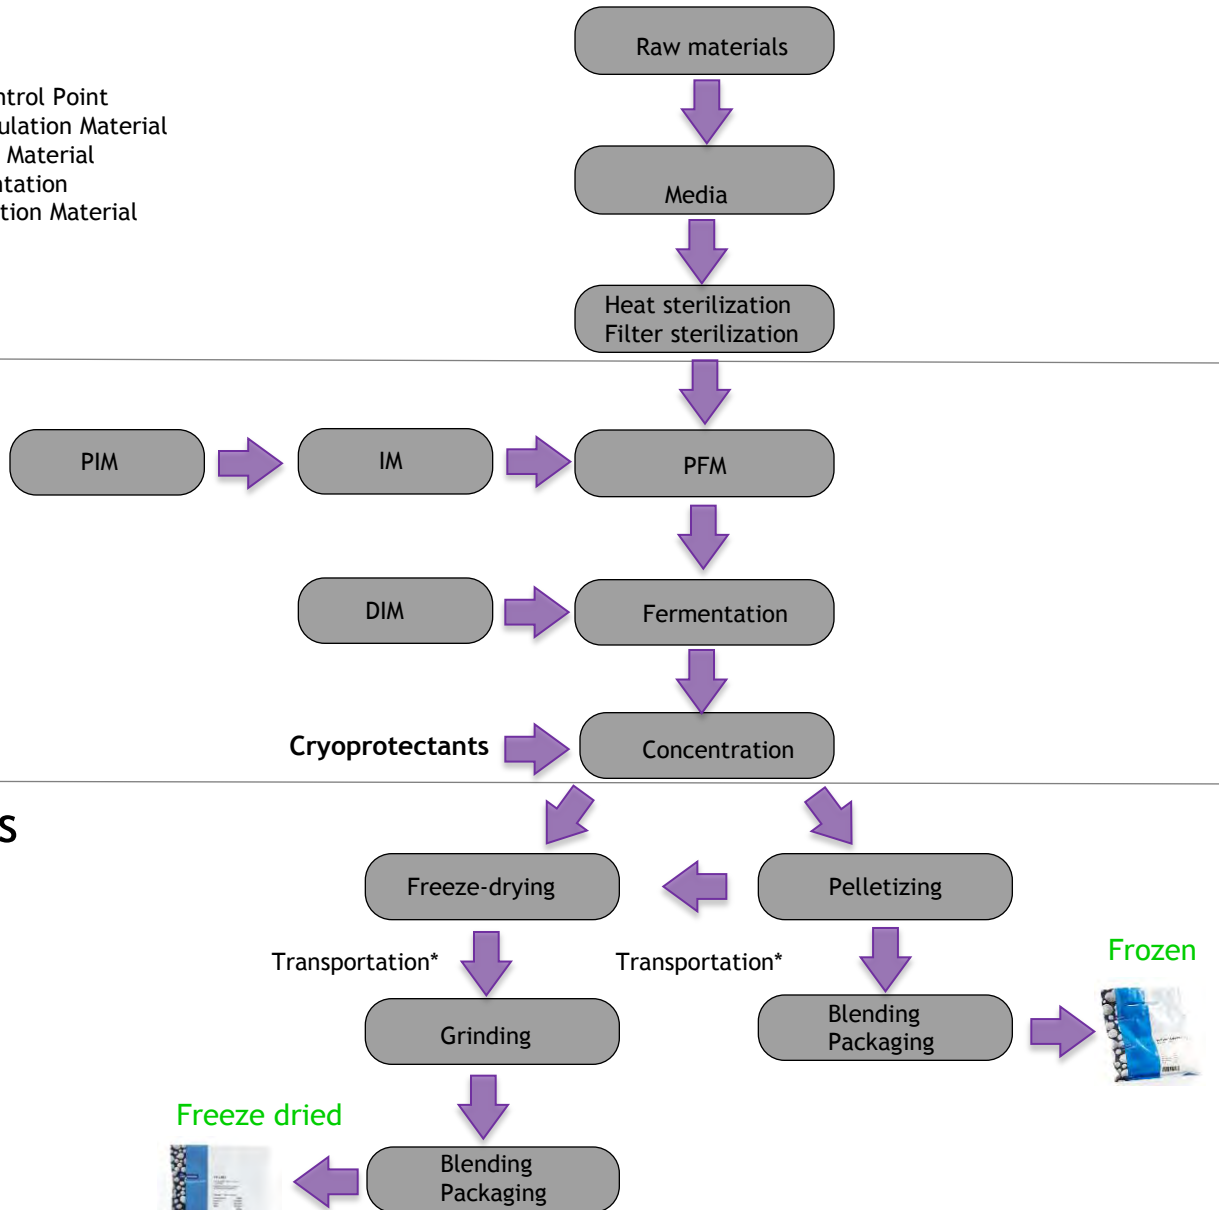 Raw materials
ntrol Point
ulation Material
Material
ntation
tion Material
Media
Heat sterilization
Filter sterilization
PIM
IM
PFM
DIM
Fermentation
Cryoprotectants
Concentration
S
Freeze-drying
Pelletizing
Transportation*
Transportation*
Frozen
Grinding
Blending
Packaging
Freeze dried
Blending
Packaging